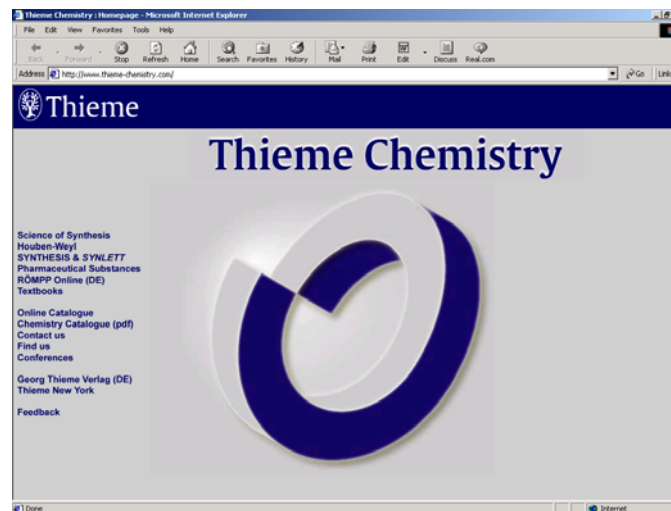 Thieme Chemistry : Homepage - Microsoft Internet Explorer
File Edit View Favorites Tools Help
Back Forward Stop Refresh Home Search Favorites History Mail Print Edit Discuss Real.com
Address http://www.thieme-chemistry.com/ Go Links
Thieme
Thieme Chemistry
Science of Synthesis
Houben-Weyl
SYNTHESIS & SYNLETT
Pharmaceutical Substances
RÖMPP Online (DE)
Textbooks
Online Catalogue
Chemistry Catalogue (pdf)
Contact us
Find us
Conferences
Georg Thieme Verlag (DE)
Thieme New York
Feedback
Done Internet